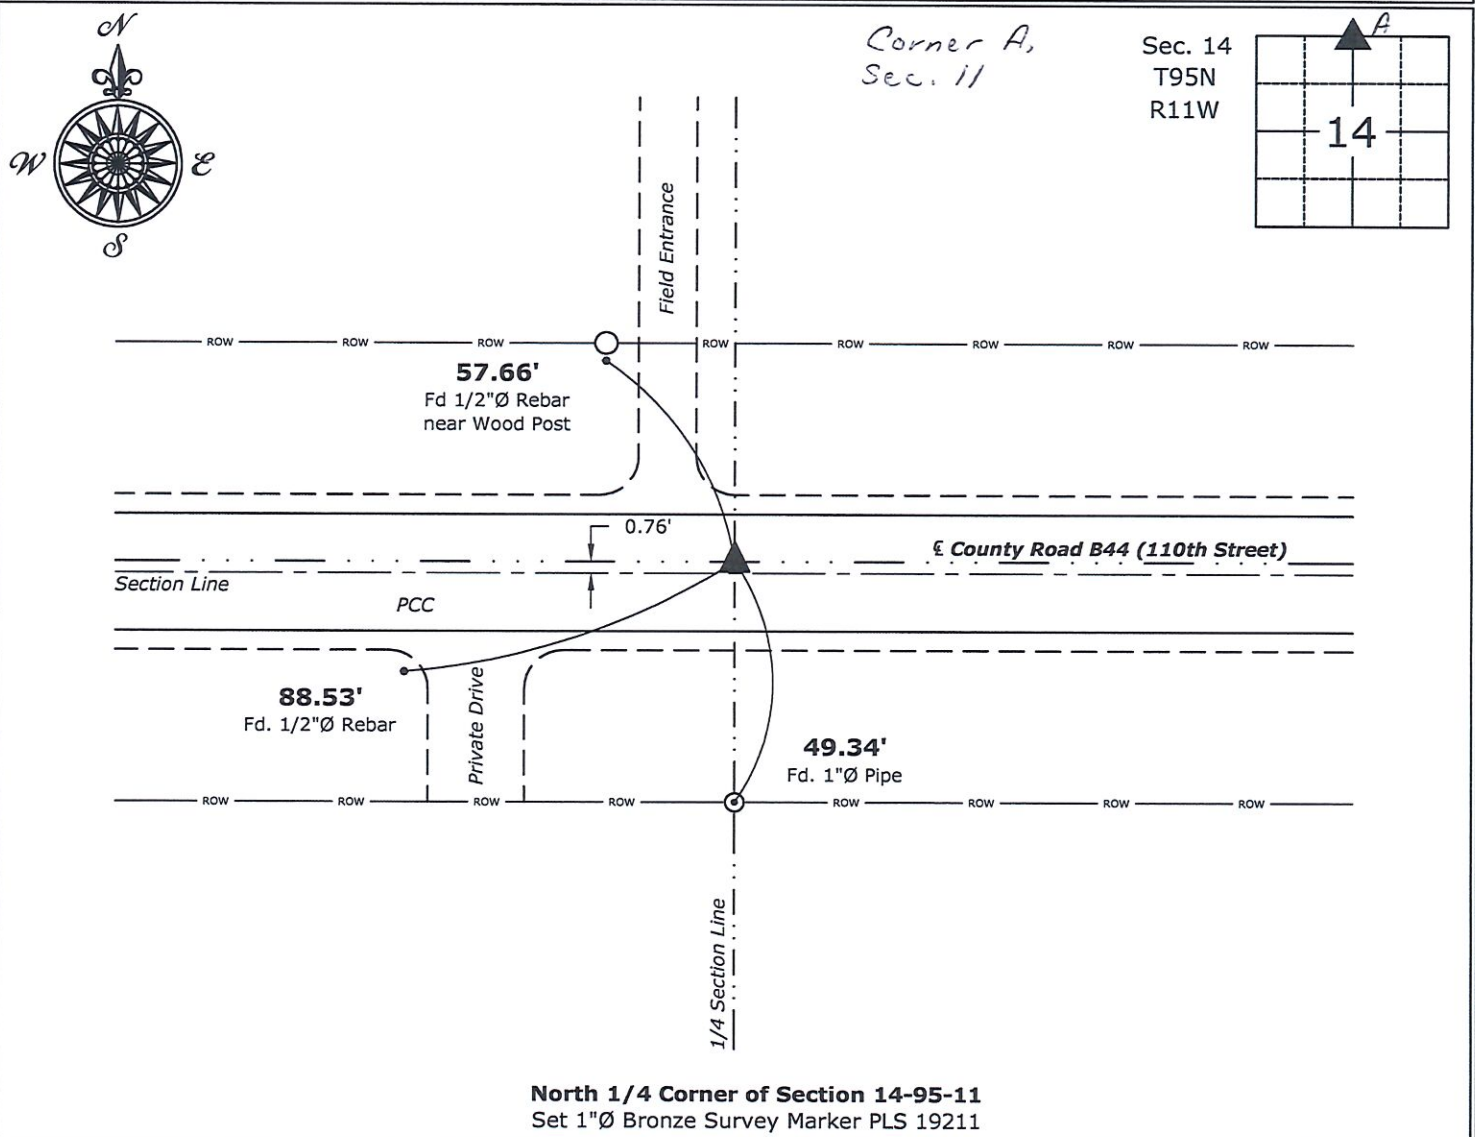 N
W
E
S
Corner A,
Sec. 11
Sec. 14
T95N
R11W
A
14
Field Entrance
ROW ROW ROW ROW ROW ROW ROW ROW
57.66'
Fd 1/2"Ø Rebar
near Wood Post
0.76'
℄ County Road B44 (110th Street)
Section Line
PCC
88.53'
Fd. 1/2"Ø Rebar
Private Drive
49.34'
Fd. 1"Ø Pipe
ROW ROW ROW ROW ROW ROW ROW ROW
1/4 Section Line
North 1/4 Corner of Section 14-95-11
Set 1"Ø Bronze Survey Marker PLS 19211